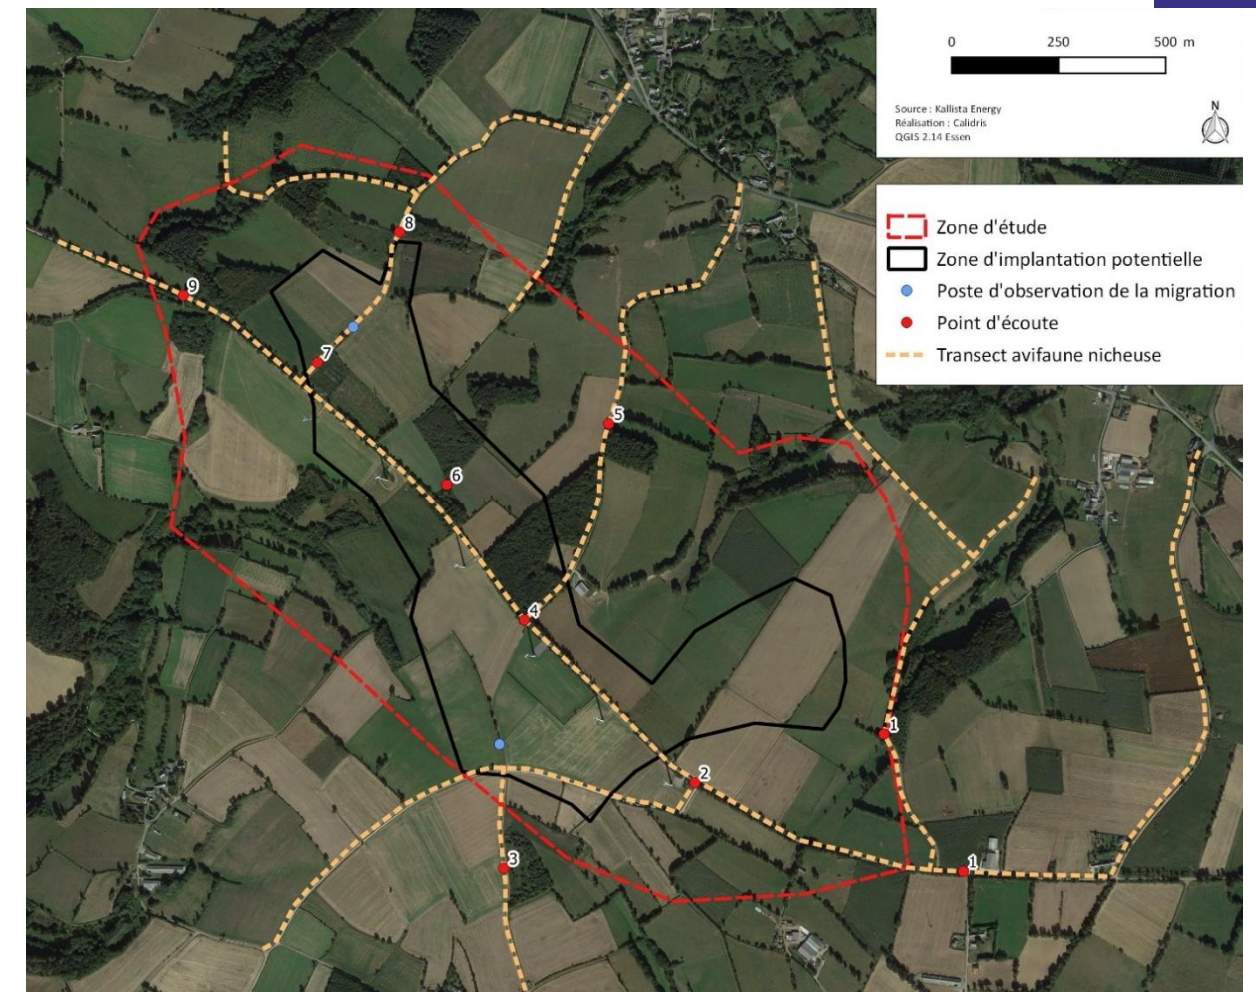 0 250 500 m
Source : Kallista Energy
Réalisation : Calidris
QGIS 2.14 Essen
N
Zone d'étude
Zone d'implantation potentielle
Poste d'observation de la migration
Point d'écoute
Transect avifaune nicheuse
8
9
7
5
6
4
1
2
3
1